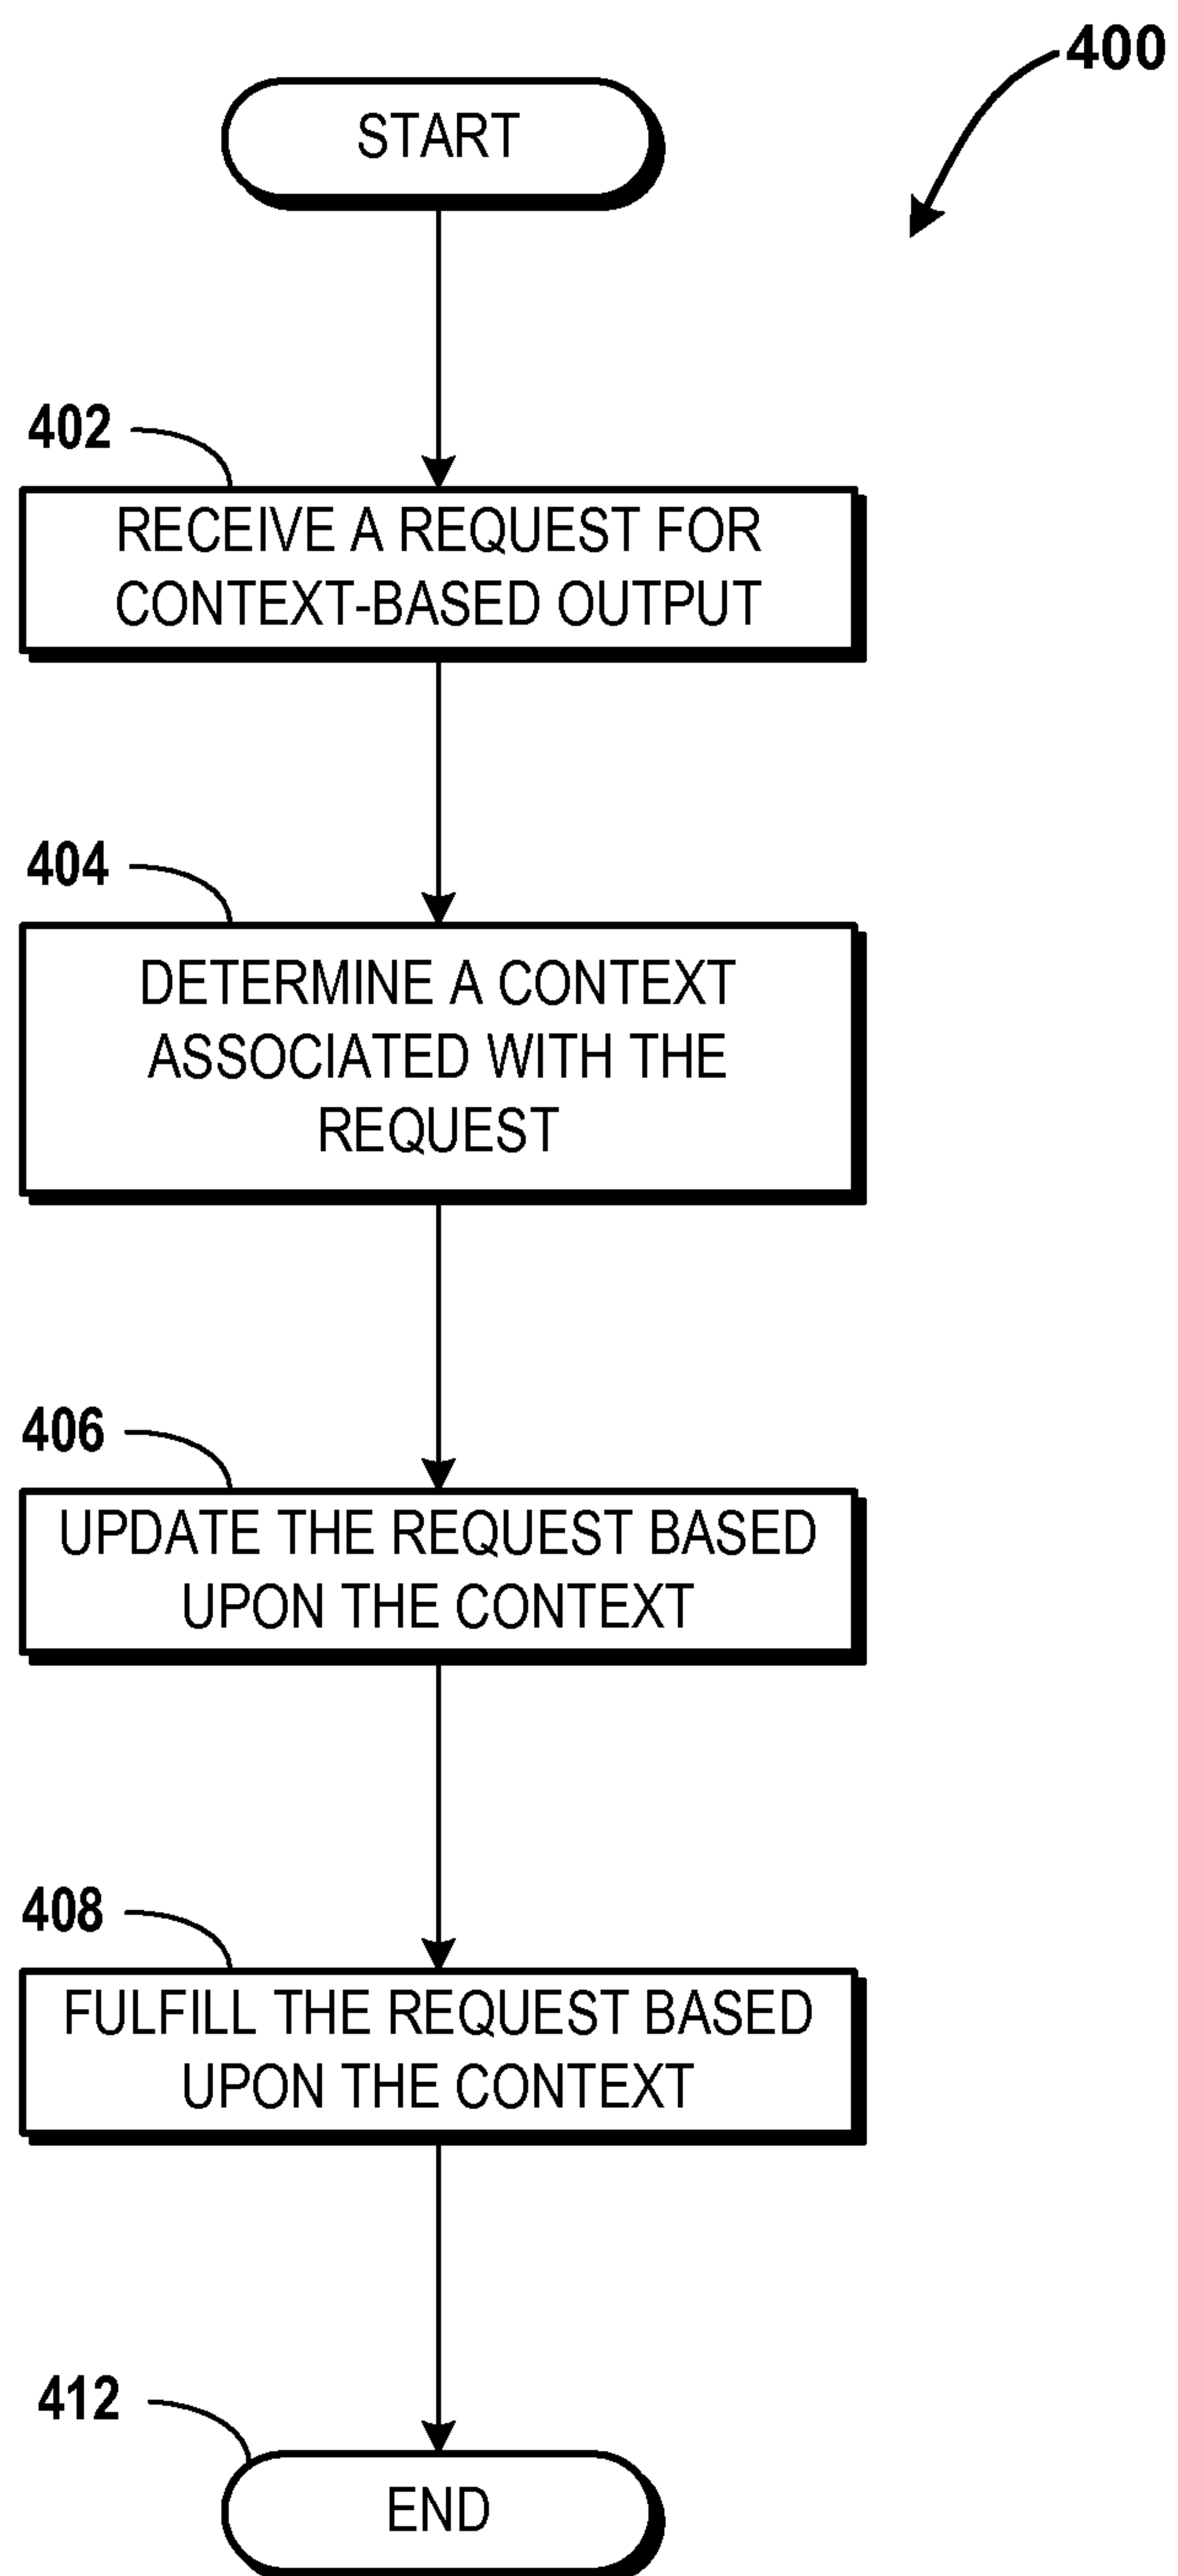 400
START
402
RECEIVE A REQUEST FOR
CONTEXT-BASED OUTPUT
404
DETERMINE A CONTEXT
ASSOCIATED WITH THE
REQUEST
406
UPDATE THE REQUEST BASED
UPON THE CONTEXT
408
FULFILL THE REQUEST BASED
UPON THE CONTEXT
412
END